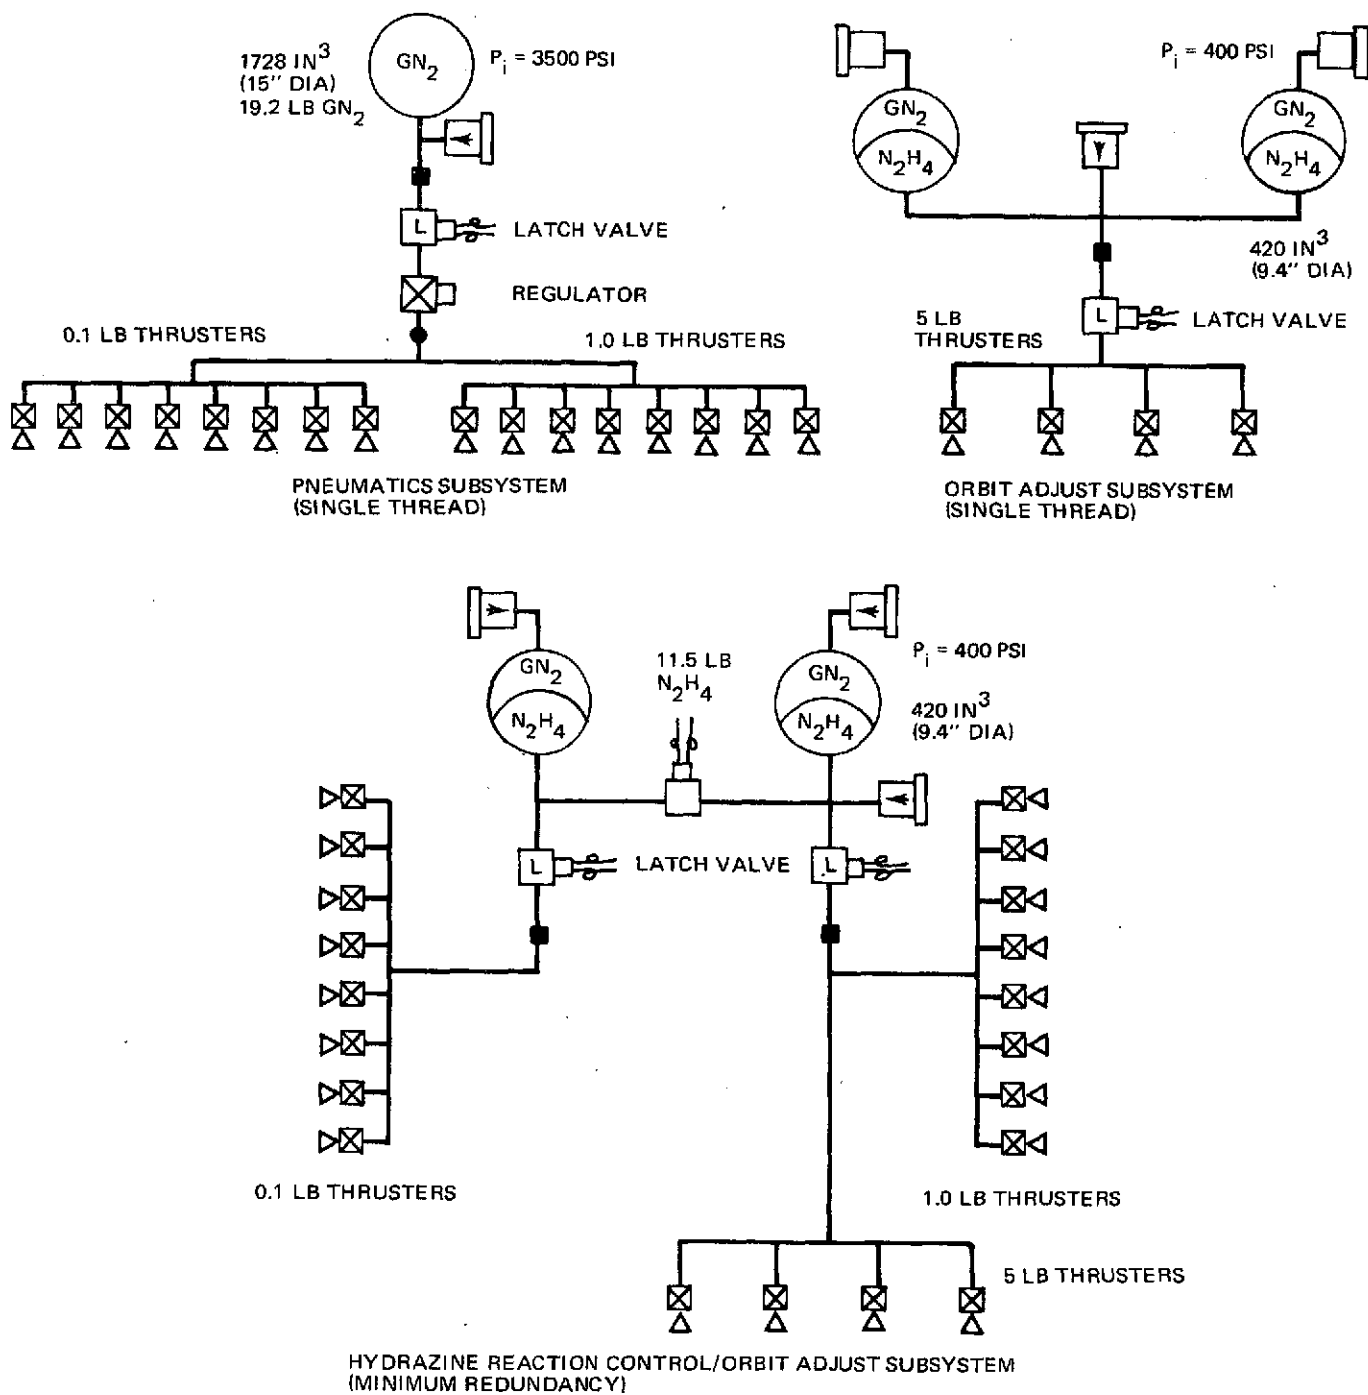 1728 IN³
(15" DIA)
19.2 LB GN₂
GN₂
Pᵢ = 3500 PSI
L
LATCH VALVE
REGULATOR
0.1 LB THRUSTERS
1.0 LB THRUSTERS
PNEUMATICS SUBSYSTEM
(SINGLE THREAD)
Pᵢ = 400 PSI
GN₂
N₂H₄
GN₂
N₂H₄
420 IN³
(9.4" DIA)
L
LATCH VALVE
5 LB
THRUSTERS
ORBIT ADJUST SUBSYSTEM
(SINGLE THREAD)
GN₂
N₂H₄
11.5 LB
N₂H₄
GN₂
N₂H₄
Pᵢ = 400 PSI
420 IN³
(9.4" DIA)
L
LATCH VALVE
L
0.1 LB THRUSTERS
1.0 LB THRUSTERS
5 LB THRUSTERS
HYDRAZINE REACTION CONTROL/ORBIT ADJUST SUBSYSTEM
(MINIMUM REDUNDANCY)